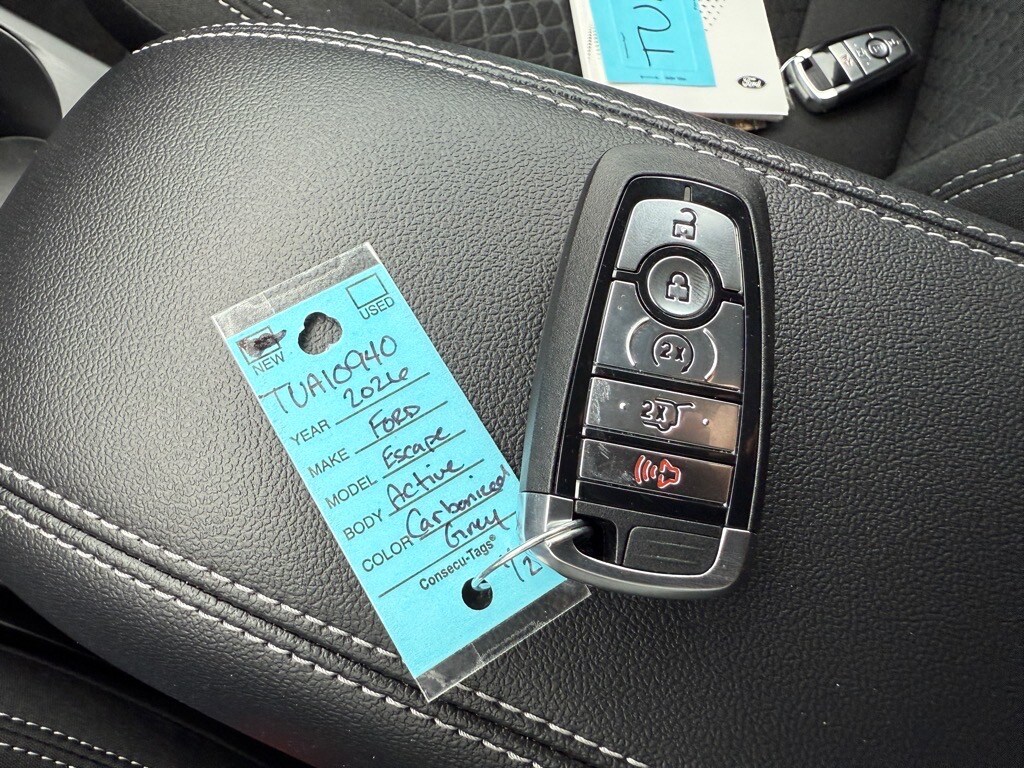 TU
Ford
USED
NEW
TUA10940
YEAR 2026
MAKE FORD
MODEL Escape
BODY Active
COLOR Carbonized
Grey
Consecu-Tags®
2x
2x